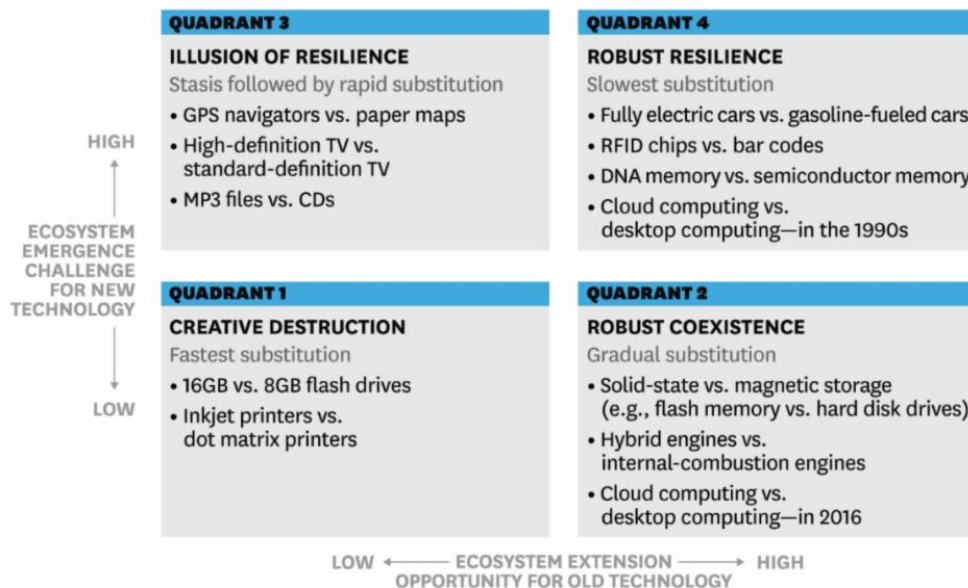 QUADRANT 3
ILLUSION OF RESILIENCE
Stasis followed by rapid substitution
• GPS navigators vs. paper maps
• High-definition TV vs.
standard-definition TV
• MP3 files vs. CDs
QUADRANT 4
ROBUST RESILIENCE
Slowest substitution
• Fully electric cars vs. gasoline-fueled cars
• RFID chips vs. bar codes
• DNA memory vs. semiconductor memory
• Cloud computing vs.
desktop computing—in the 1990s
HIGH
ECOSYSTEM
EMERGENCE
CHALLENGE
FOR NEW
TECHNOLOGY
LOW
QUADRANT 1
CREATIVE DESTRUCTION
Fastest substitution
• 16GB vs. 8GB flash drives
• Inkjet printers vs.
dot matrix printers
QUADRANT 2
ROBUST COEXISTENCE
Gradual substitution
• Solid-state vs. magnetic storage
(e.g., flash memory vs. hard disk drives)
• Hybrid engines vs.
internal-combustion engines
• Cloud computing vs.
desktop computing—in 2016
LOW ECOSYSTEM EXTENSION HIGH
OPPORTUNITY FOR OLD TECHNOLOGY